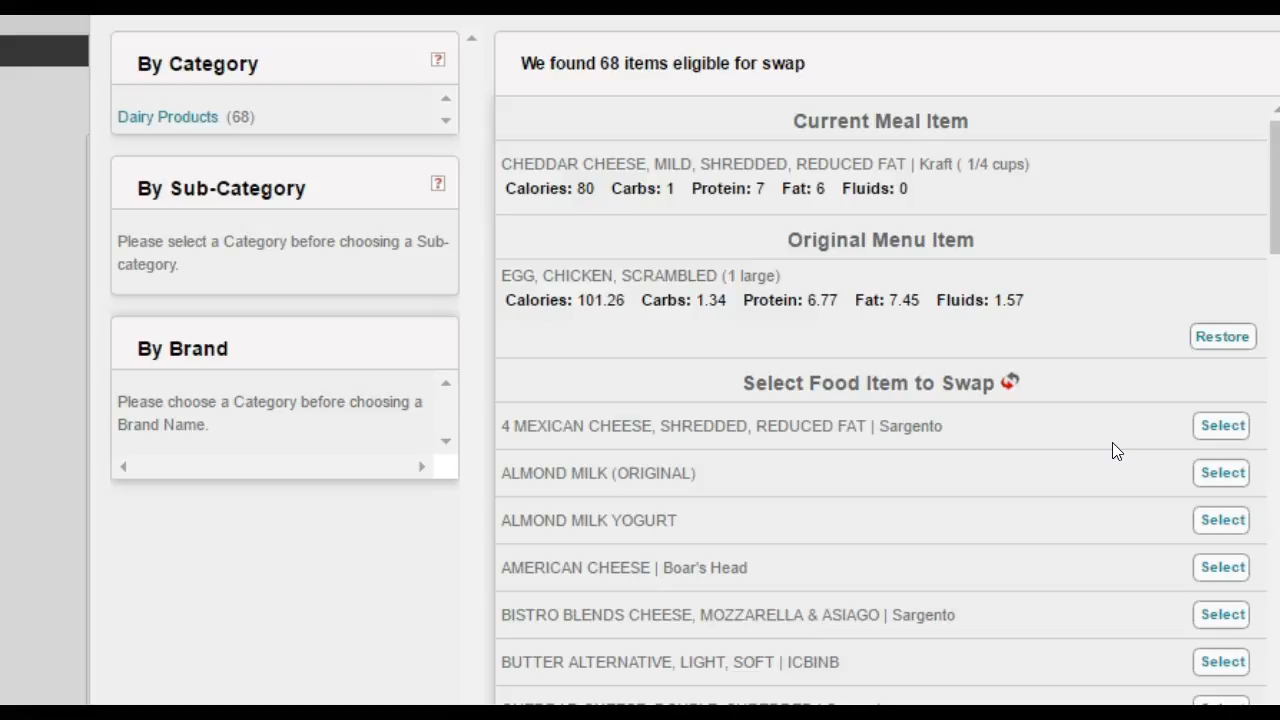 By Category
?
Dairy Products (68)
By Sub-Category
?
Please select a Category before choosing a Sub-
category.
By Brand
Please choose a Category before choosing a
Brand Name.
We found 68 items eligible for swap
Current Meal Item
CHEDDAR CHEESE, MILD, SHREDDED, REDUCED FAT | Kraft ( 1/4 cups)
Calories: 80 Carbs: 1 Protein: 7 Fat: 6 Fluids: 0
Original Menu Item
EGG, CHICKEN, SCRAMBLED (1 large)
Calories: 101.26 Carbs: 1.34 Protein: 6.77 Fat: 7.45 Fluids: 1.57
Restore
Select Food Item to Swap
4 MEXICAN CHEESE, SHREDDED, REDUCED FAT | Sargento Select
ALMOND MILK (ORIGINAL) Select
ALMOND MILK YOGURT Select
AMERICAN CHEESE | Boar's Head Select
BISTRO BLENDS CHEESE, MOZZARELLA & ASIAGO | Sargento Select
BUTTER ALTERNATIVE, LIGHT, SOFT | ICBINB Select